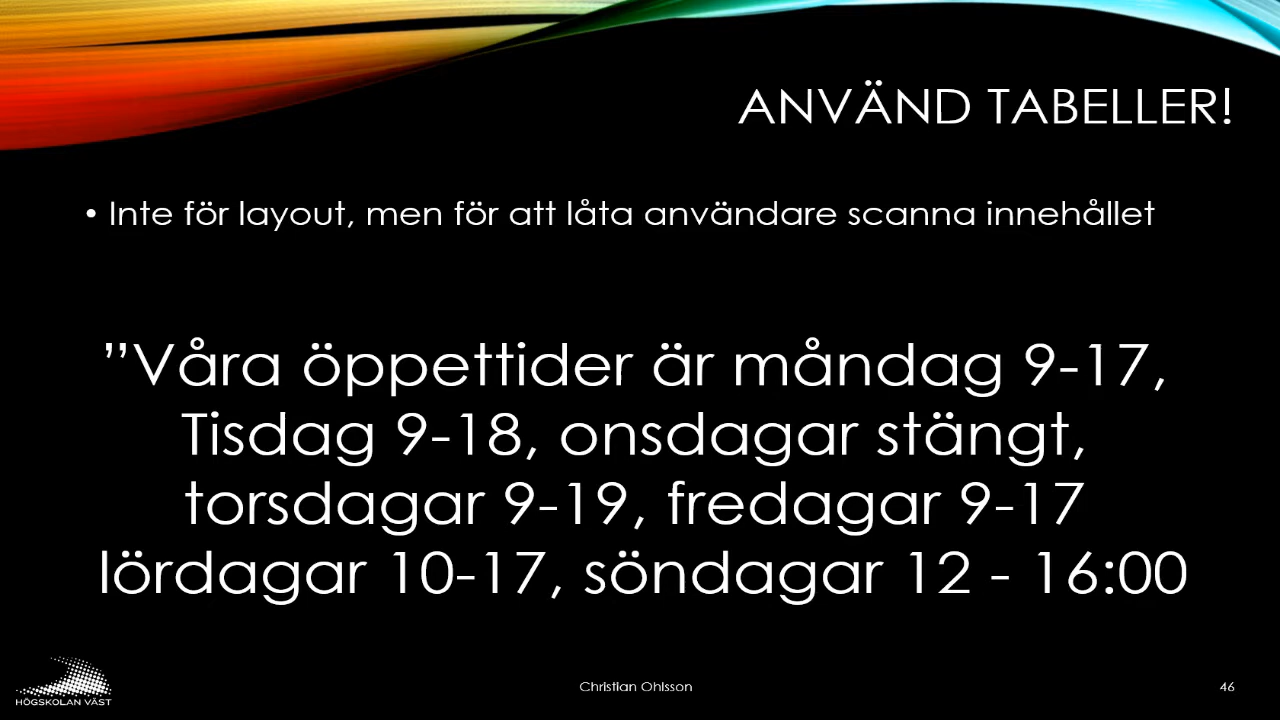 ANVÄND TABELLER!
• Inte för layout, men för att låta användare scanna innehållet
”Våra öppettider är måndag 9-17,
Tisdag 9-18, onsdagar stängt,
torsdagar 9-19, fredagar 9-17
lördagar 10-17, söndagar 12 - 16:00
HÖGSKOLAN VÄST
Christian Ohlsson
46